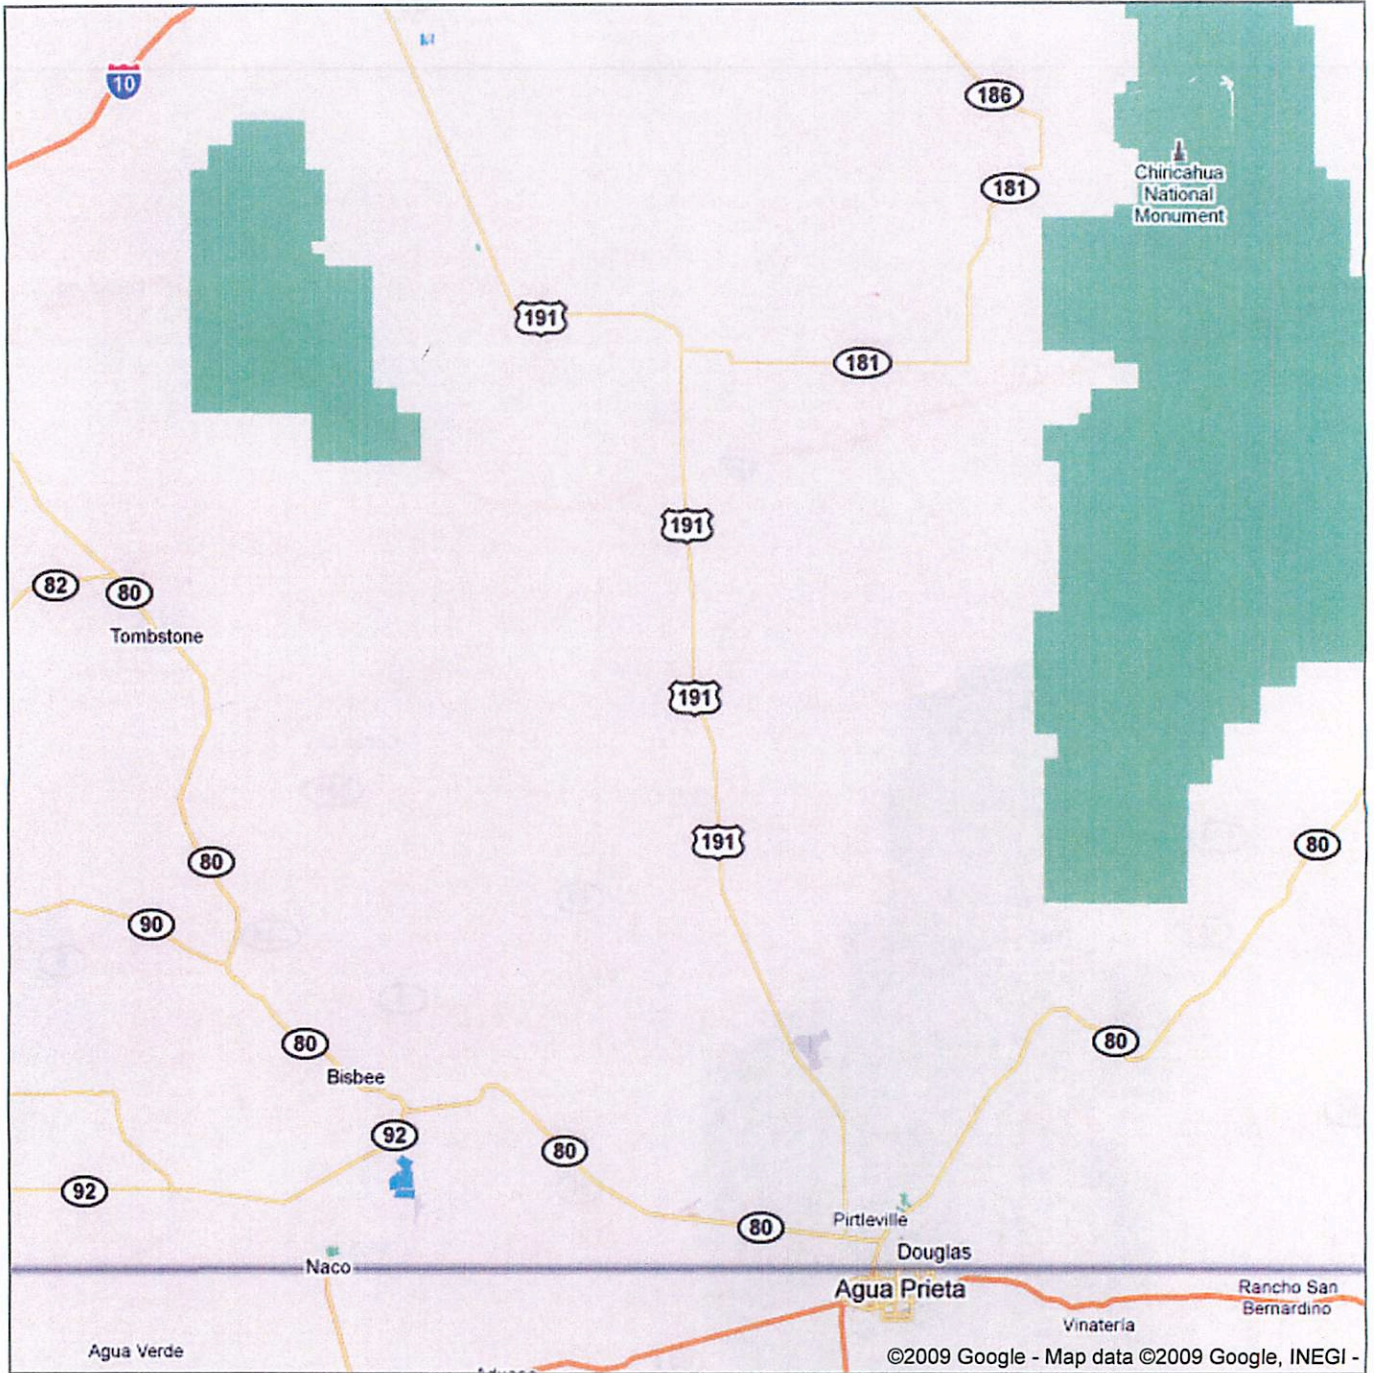 10
186
181
Chiricahua
National
Monument
191
181
191
82
80
Tombstone
191
191
80
80
90
80
80
Bisbee
92
80
92
Pirtleville
80
Douglas
Naco
Agua Prieta
Rancho San
Bernardino
Vinatería
Agua Verde
©2009 Google - Map data ©2009 Google, INEGI -